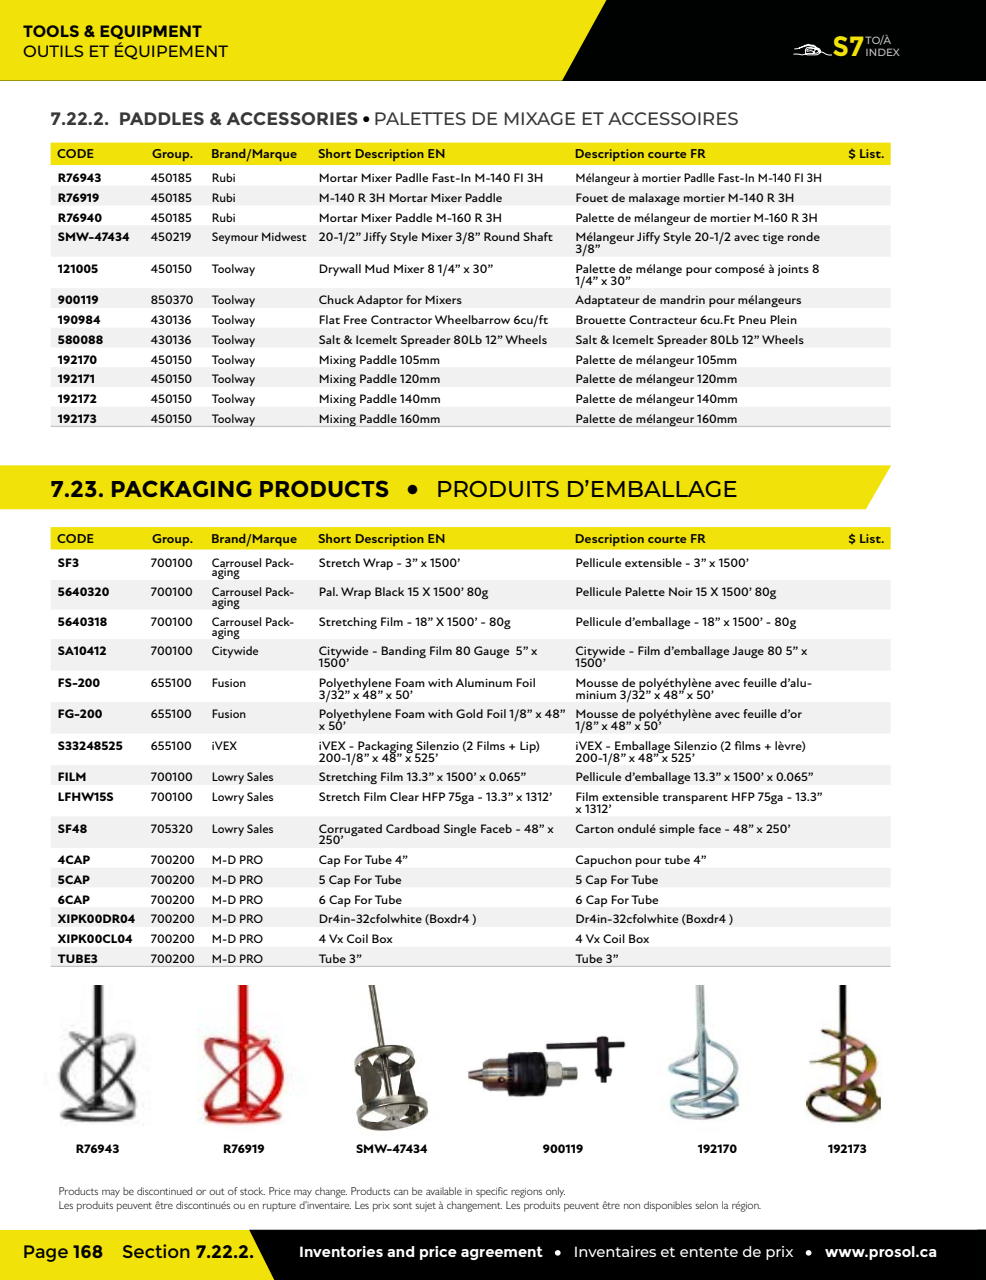 TOOLS & EQUIPMENT
OUTILS ET ÉQUIPEMENT
S7 TO/À INDEX
7.22.2. PADDLES & ACCESSORIES • PALETTES DE MIXAGE ET ACCESSOIRES
CODE Group. Brand/Marque Short Description EN Description courte FR $ List.
R76943 450185 Rubi Mortar Mixer Padlle Fast-In M-140 FI 3H Mélangeur à mortier Padlle Fast-In M-140 FI 3H
R76919 450185 Rubi M-140 R 3H Mortar Mixer Paddle Fouet de malaxage mortier M-140 R 3H
R76940 450185 Rubi Mortar Mixer Paddle M-160 R 3H Palette de mélangeur de mortier M-160 R 3H
SMW-47434 450219 Seymour Midwest 20-1/2” Jiffy Style Mixer 3/8” Round Shaft Mélangeur Jiffy Style 20-1/2 avec tige ronde
3/8”
121005 450150 Toolway Drywall Mud Mixer 8 1/4” x 30” Palette de mélange pour composé à joints 8
1/4” x 30”
900119 850370 Toolway Chuck Adaptor for Mixers Adaptateur de mandrin pour mélangeurs
190984 430136 Toolway Flat Free Contractor Wheelbarrow 6cu/ft Brouette Contracteur 6cu.Ft Pneu Plein
580088 430136 Toolway Salt & Icemelt Spreader 80Lb 12” Wheels Salt & Icemelt Spreader 80Lb 12” Wheels
192170 450150 Toolway Mixing Paddle 105mm Palette de mélangeur 105mm
192171 450150 Toolway Mixing Paddle 120mm Palette de mélangeur 120mm
192172 450150 Toolway Mixing Paddle 140mm Palette de mélangeur 140mm
192173 450150 Toolway Mixing Paddle 160mm Palette de mélangeur 160mm
7.23. PACKAGING PRODUCTS • PRODUITS D’EMBALLAGE
CODE Group. Brand/Marque Short Description EN Description courte FR $ List.
SF3 700100 Carrousel Pack- Stretch Wrap - 3” x 1500’ Pellicule extensible - 3” x 1500’
aging
5640320 700100 Carrousel Pack- Pal. Wrap Black 15 X 1500’ 80g Pellicule Palette Noir 15 X 1500’ 80g
aging
5640318 700100 Carrousel Pack- Stretching Film - 18” X 1500’ - 80g Pellicule d’emballage - 18” x 1500’ - 80g
aging
SA10412 700100 Citywide Citywide - Banding Film 80 Gauge 5” x Citywide - Film d’emballage Jauge 80 5” x
1500’ 1500’
FS-200 655100 Fusion Polyethylene Foam with Aluminum Foil Mousse de polyéthylène avec feuille d’alu-
3/32” x 48” x 50’ minium 3/32” x 48” x 50’
FG-200 655100 Fusion Polyethylene Foam with Gold Foil 1/8” x 48” Mousse de polyéthylène avec feuille d’or
x 50’ 1/8” x 48” x 50’
S33248525 655100 iVEX iVEX - Packaging Silenzio (2 Films + Lip) iVEX - Emballage Silenzio (2 films + lèvre)
200-1/8” x 48” x 525’ 200-1/8” x 48” x 525’
FILM 700100 Lowry Sales Stretching Film 13.3” x 1500’ x 0.065” Pellicule d’emballage 13.3” x 1500’ x 0.065”
LFHW15S 700100 Lowry Sales Stretch Film Clear HFP 75ga - 13.3” x 1312’ Film extensible transparent HFP 75ga - 13.3”
x 1312’
SF48 705320 Lowry Sales Corrugated Cardboad Single Faceb - 48” x Carton ondulé simple face - 48” x 250’
250’
4CAP 700200 M-D PRO Cap For Tube 4” Capuchon pour tube 4”
5CAP 700200 M-D PRO 5 Cap For Tube 5 Cap For Tube
6CAP 700200 M-D PRO 6 Cap For Tube 6 Cap For Tube
XIPK00DR04 700200 M-D PRO Dr4in-32cfolwhite (Boxdr4 ) Dr4in-32cfolwhite (Boxdr4 )
XIPK00CL04 700200 M-D PRO 4 Vx Coil Box 4 Vx Coil Box
TUBE3 700200 M-D PRO Tube 3” Tube 3”
R76943 R76919 SMW-47434 900119 192170 192173
Products may be discontinued or out of stock. Price may change. Products can be available in specific regions only.
Les produits peuvent être discontinués ou en rupture d’inventaire. Les prix sont sujet à changement. Les produits peuvent être non disponibles selon la région.
Page 168 Section 7.22.2. Inventories and price agreement • Inventaires et entente de prix • www.prosol.ca